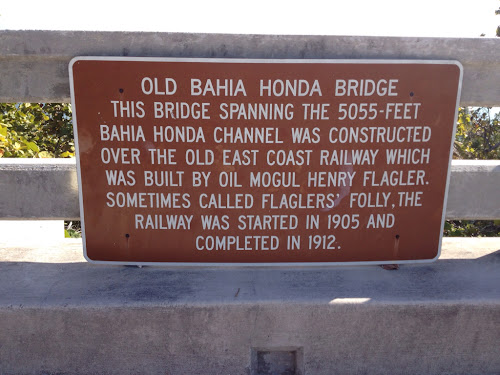 OLD BAHIA HONDA BRIDGE
THIS BRIDGE SPANNING THE 5055-FEET
BAHIA HONDA CHANNEL WAS CONSTRUCTED
OVER THE OLD EAST COAST RAILWAY WHICH
WAS BUILT BY OIL MOGUL HENRY FLAGLER.
SOMETIMES CALLED FLAGLERS' FOLLY, THE
RAILWAY WAS STARTED IN 1905 AND
COMPLETED IN 1912.